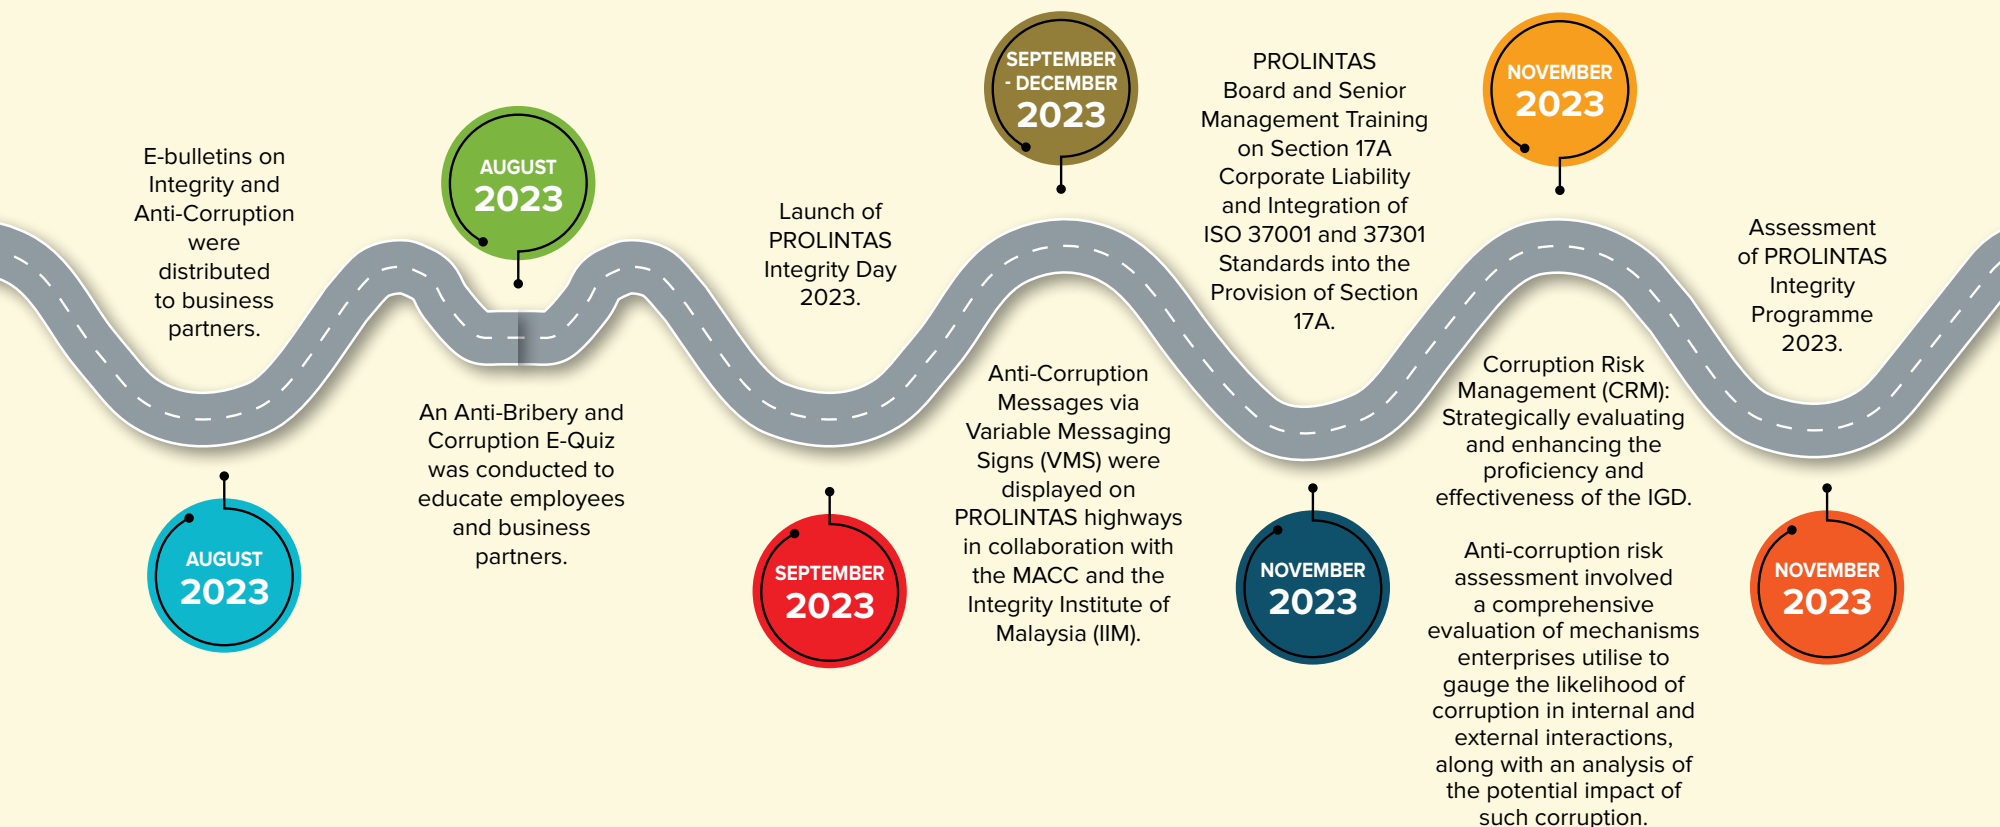 E-bulletins on
Integrity and
Anti-Corruption
were
distributed
to business
partners.
AUGUST
2023
AUGUST
2023
An Anti-Bribery and
Corruption E-Quiz
was conducted to
educate employees
and business
partners.
Launch of
PROLINTAS
Integrity Day
2023.
SEPTEMBER
2023
SEPTEMBER
- DECEMBER
2023
Anti-Corruption
Messages via
Variable Messaging
Signs (VMS) were
displayed on
PROLINTAS highways
in collaboration with
the MACC and the
Integrity Institute of
Malaysia (IIM).
PROLINTAS
Board and Senior
Management Training
on Section 17A
Corporate Liability
and Integration of
ISO 37001 and 37301
Standards into the
Provision of Section
17A.
NOVEMBER
2023
NOVEMBER
2023
Corruption Risk
Management (CRM):
Strategically evaluating
and enhancing the
proficiency and
effectiveness of the IGD.
Anti-corruption risk
assessment involved
a comprehensive
evaluation of mechanisms
enterprises utilise to
gauge the likelihood of
corruption in internal and
external interactions,
along with an analysis of
the potential impact of
such corruption.
Assessment
of PROLINTAS
Integrity
Programme
2023.
NOVEMBER
2023